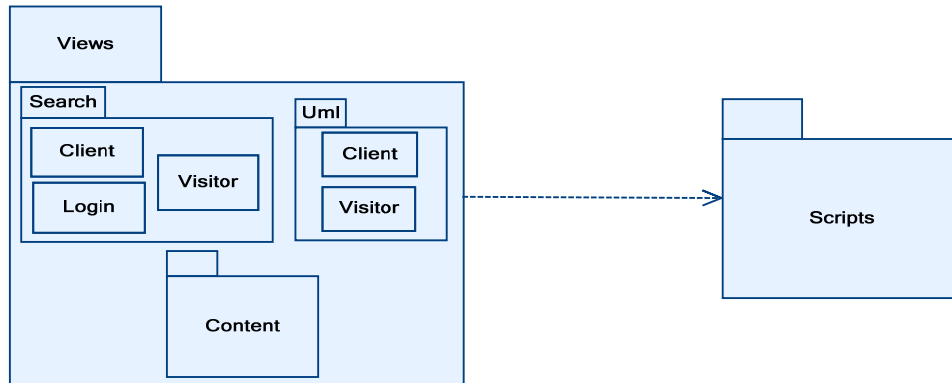 Views
Search
Client
Login
Visitor
Uml
Client
Visitor
Content
Scripts